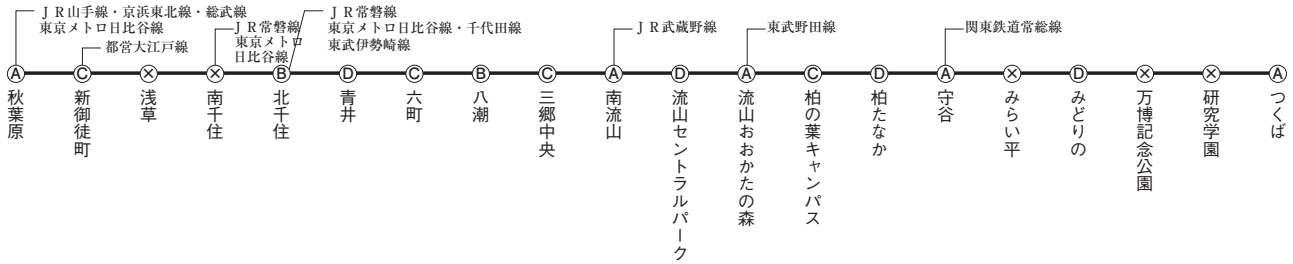 ＪＲ山手線・京浜東北線・総武線
東京メトロ日比谷線
都営大江戸線
ＪＲ常磐線
東京メトロ
日比谷線
ＪＲ常磐線
東京メトロ日比谷線・千代田線
東武伊勢崎線
ＪＲ武蔵野線
東武野田線
関東鉄道常総線
Ⓐ
秋葉原
Ⓒ
新御徒町
⊗
浅草
⊗
南千住
Ⓑ
北千住
Ⓓ
青井
Ⓒ
六町
Ⓑ
八潮
Ⓒ
三郷中央
Ⓐ
南流山
Ⓓ
流山セントラルパーク
Ⓐ
流山おおかたの森
Ⓒ
柏の葉キャンパス
Ⓓ
柏たなか
Ⓐ
守谷
⊗
みらい平
Ⓓ
みどりの
⊗
万博記念公園
⊗
研究学園
Ⓐ
つくば